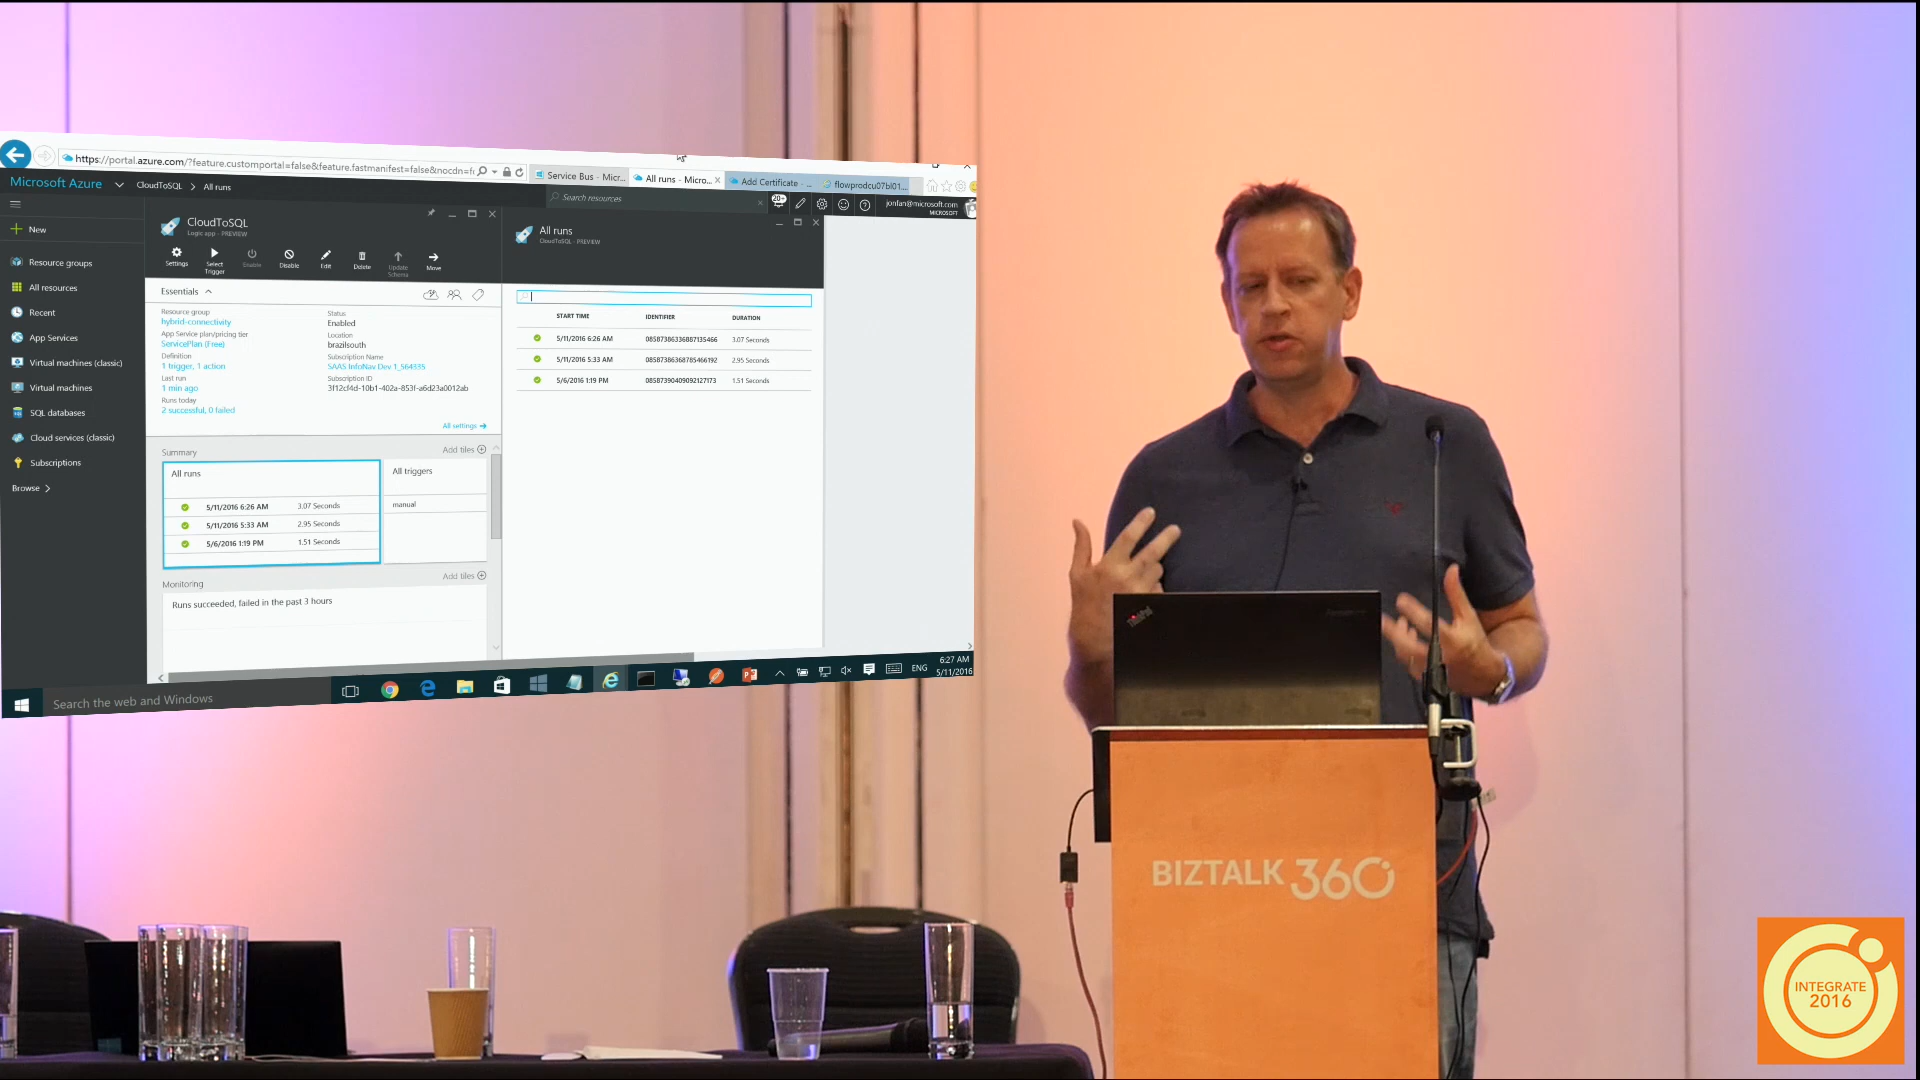 https://portal.azure.com/?feature.customportal=false&feature.fastmanifest=false&nocdn=f
Service Bus - Micr...
All runs - Micro...
Add Certificate - ...
flowprodcu07bl01...
Microsoft Azure
CloudToSQL > All runs
Search resources
20+
jonfan@microsoft.com
MICROSOFT
New
Resource groups
All resources
Recent
App Services
Virtual machines (classic)
Virtual machines
SQL databases
Cloud services (classic)
Subscriptions
Browse >
CloudToSQL
Logic app - PREVIEW
Settings
Select Trigger
Enable
Disable
Edit
Delete
Update Schema
Move
Essentials
Resource group
hybrid-connectivity
App Service plan/pricing tier
ServicePlan (Free)
Definition
1 trigger, 1 action
Last run
1 min ago
Runs today
2 successful, 0 failed
Status
Enabled
Location
brazilsouth
Subscription Name
SAAS InfoNav Dev 1_564335
Subscription ID
3f12cf4d-10b1-402a-853f-a6d23a0012ab
All settings →
Summary
Add tiles
All runs
5/11/2016 6:26 AM 3.07 Seconds
5/11/2016 5:33 AM 2.95 Seconds
5/6/2016 1:19 PM 1.51 Seconds
All triggers
manual
Monitoring
Add tiles
Runs succeeded, failed in the past 3 hours
All runs
CloudToSQL - PREVIEW
START TIME IDENTIFIER DURATION
5/11/2016 6:26 AM 08587386336887135466 3.07 Seconds
5/11/2016 5:33 AM 08587386368785466192 2.95 Seconds
5/6/2016 1:19 PM 08587390409092127173 1.51 Seconds
Search the web and Windows
ENG
6:27 AM
5/11/2016
ThinkPad
BIZTALK 360
INTEGRATE
2016